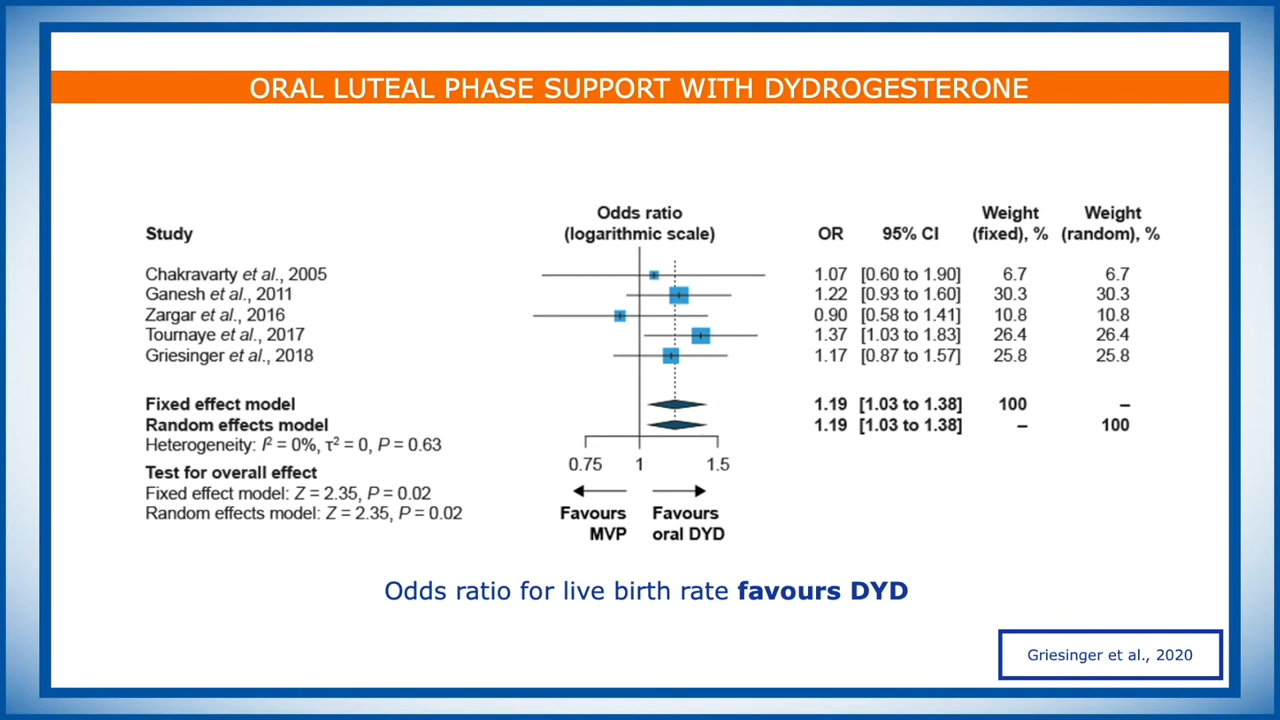 ORAL LUTEAL PHASE SUPPORT WITH DYDROGESTERONE
Study Odds ratio (logarithmic scale) OR 95% CI Weight (fixed), % Weight (random), %
Chakravarty et al., 2005 1.07 [0.60 to 1.90] 6.7 6.7
Ganesh et al., 2011 1.22 [0.93 to 1.60] 30.3 30.3
Zargar et al., 2016 0.90 [0.58 to 1.41] 10.8 10.8
Tournaye et al., 2017 1.37 [1.03 to 1.83] 26.4 26.4
Griesinger et al., 2018 1.17 [0.87 to 1.57] 25.8 25.8
Fixed effect model 1.19 [1.03 to 1.38] 100 –
Random effects model 1.19 [1.03 to 1.38] – 100
Heterogeneity: I² = 0%, τ² = 0, P = 0.63
0.75 1 1.5
Test for overall effect
Fixed effect model: Z = 2.35, P = 0.02
Random effects model: Z = 2.35, P = 0.02
Favours MVP
Favours oral DYD
Odds ratio for live birth rate favours DYD
Griesinger et al., 2020